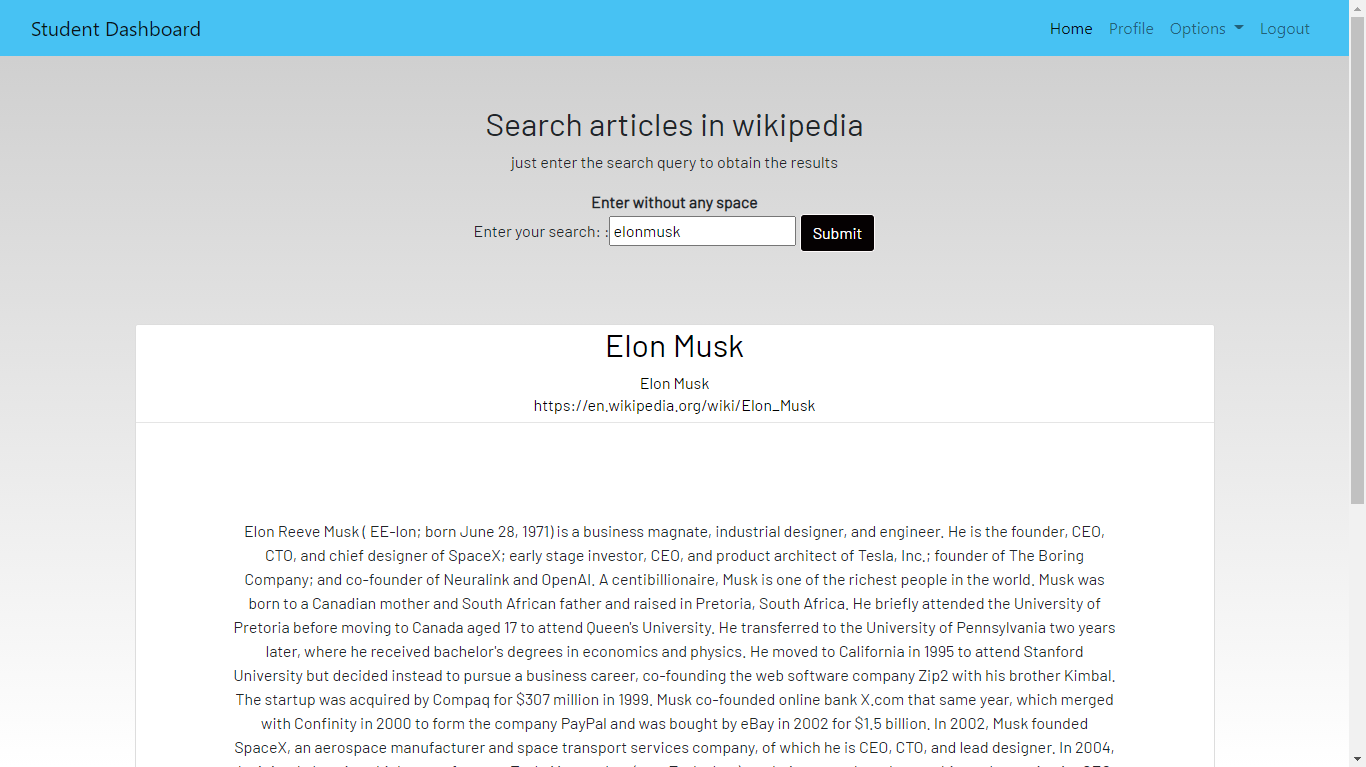 Student Dashboard
Home Profile Options Logout
Search articles in wikipedia
just enter the search query to obtain the results
Enter without any space
Enter your search: : elonmusk Submit
Elon Musk
Elon Musk
https://en.wikipedia.org/wiki/Elon_Musk
Elon Reeve Musk ( EE-lon; born June 28, 1971) is a business magnate, industrial designer, and engineer. He is the founder, CEO,
CTO, and chief designer of SpaceX; early stage investor, CEO, and product architect of Tesla, Inc.; founder of The Boring
Company; and co-founder of Neuralink and OpenAI. A centibillionaire, Musk is one of the richest people in the world. Musk was
born to a Canadian mother and South African father and raised in Pretoria, South Africa. He briefly attended the University of
Pretoria before moving to Canada aged 17 to attend Queen's University. He transferred to the University of Pennsylvania two years
later, where he received bachelor's degrees in economics and physics. He moved to California in 1995 to attend Stanford
University but decided instead to pursue a business career, co-founding the web software company Zip2 with his brother Kimbal.
The startup was acquired by Compaq for $307 million in 1999. Musk co-founded online bank X.com that same year, which merged
with Confinity in 2000 to form the company PayPal and was bought by eBay in 2002 for $1.5 billion. In 2002, Musk founded
SpaceX, an aerospace manufacturer and space transport services company, of which he is CEO, CTO, and lead designer. In 2004,